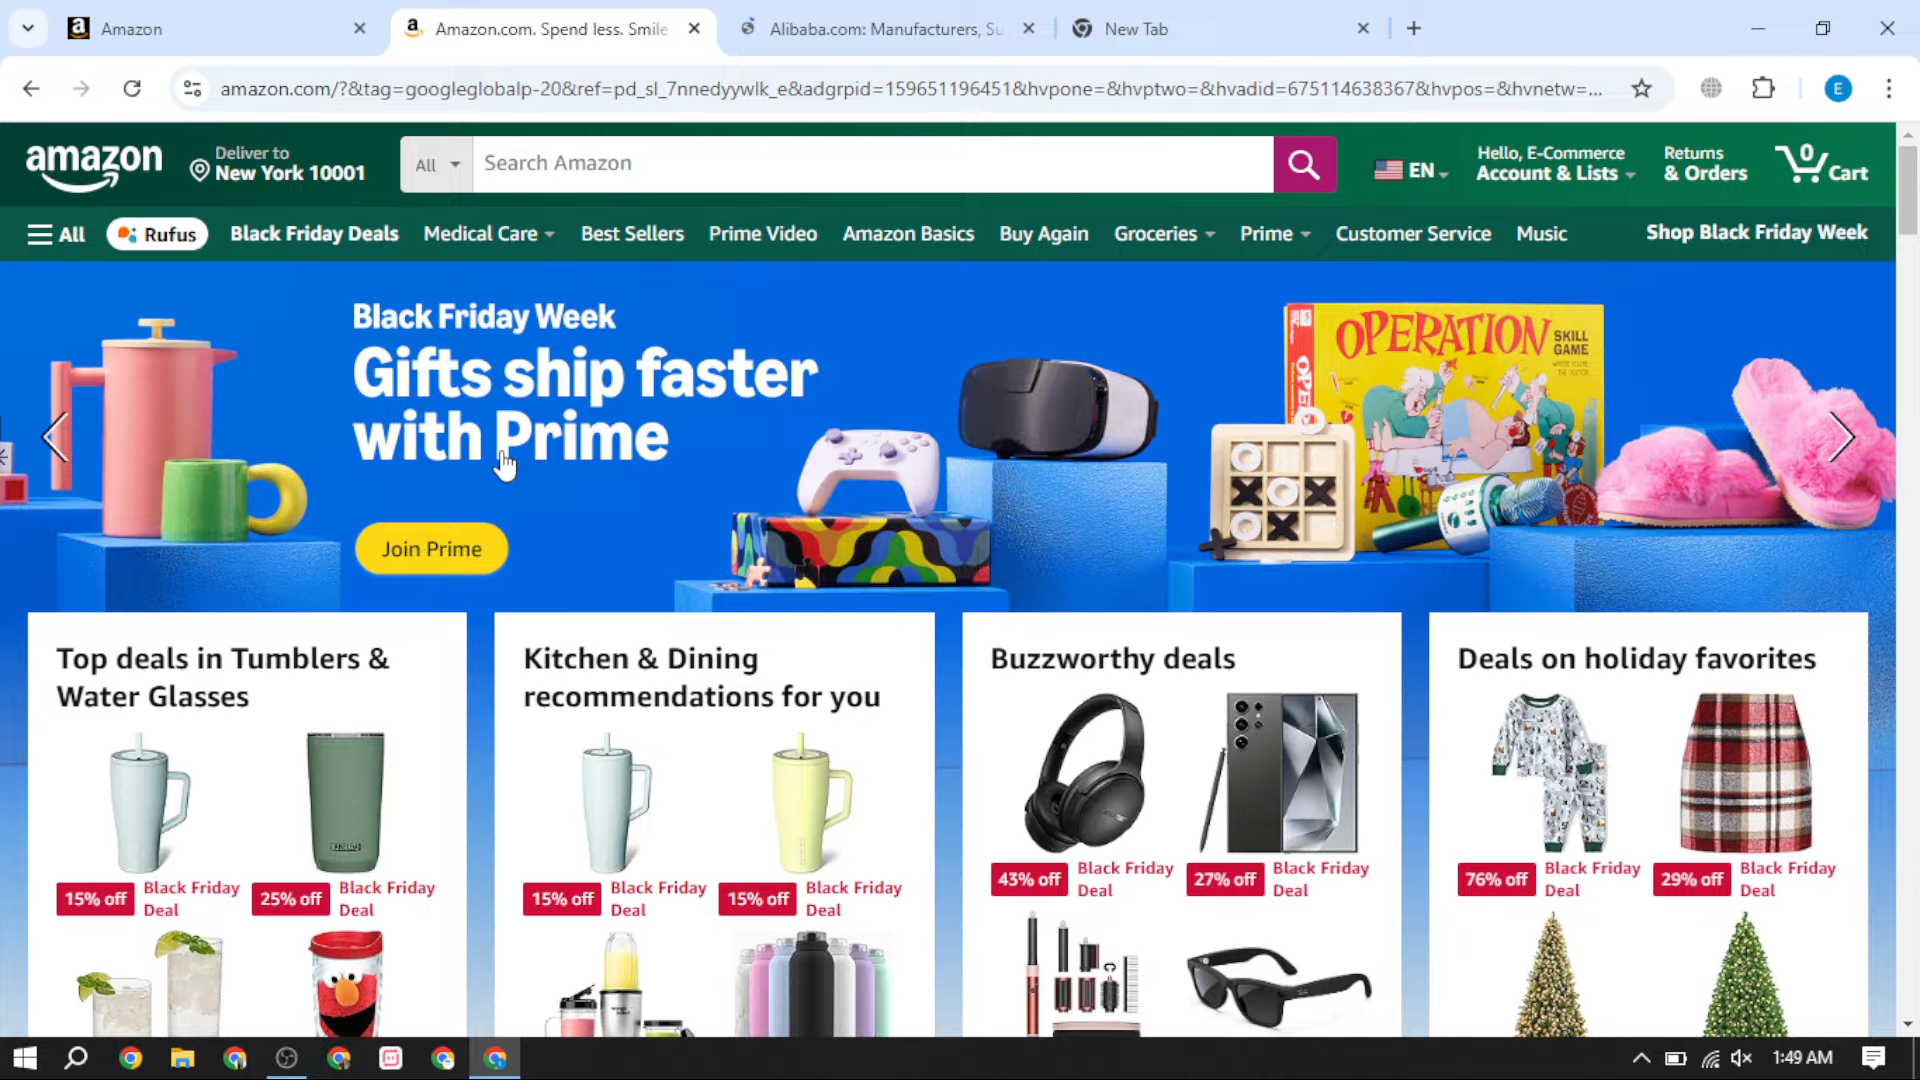 Amazon
Amazon.com. Spend less. Smile
Alibaba.com: Manufacturers, Su
New Tab
amazon.com/?&tag=googleglobalp-20&ref=pd_sl_7nnedyywlk_e&adgrpid=159651196451&hvpone=&hvptwo=&hvadid=675114638367&hvpos=&hvnetw=...
E
amazon
Deliver to
New York 10001
All
Search Amazon
EN
Hello, E-Commerce
Account & Lists
Returns
& Orders
0
Cart
All
Rufus
Black Friday Deals
Medical Care
Best Sellers
Prime Video
Amazon Basics
Buy Again
Groceries
Prime
Customer Service
Music
Shop Black Friday Week
Black Friday Week
Gifts ship faster
with Prime
Join Prime
OPERATION
SKILL
GAME
Top deals in Tumblers &
Water Glasses
15% off
Black Friday
Deal
25% off
Black Friday
Deal
Kitchen & Dining
recommendations for you
15% off
Black Friday
Deal
15% off
Black Friday
Deal
Buzzworthy deals
43% off
Black Friday
Deal
27% off
Black Friday
Deal
Deals on holiday favorites
76% off
Black Friday
Deal
29% off
Black Friday
Deal
1:49 AM